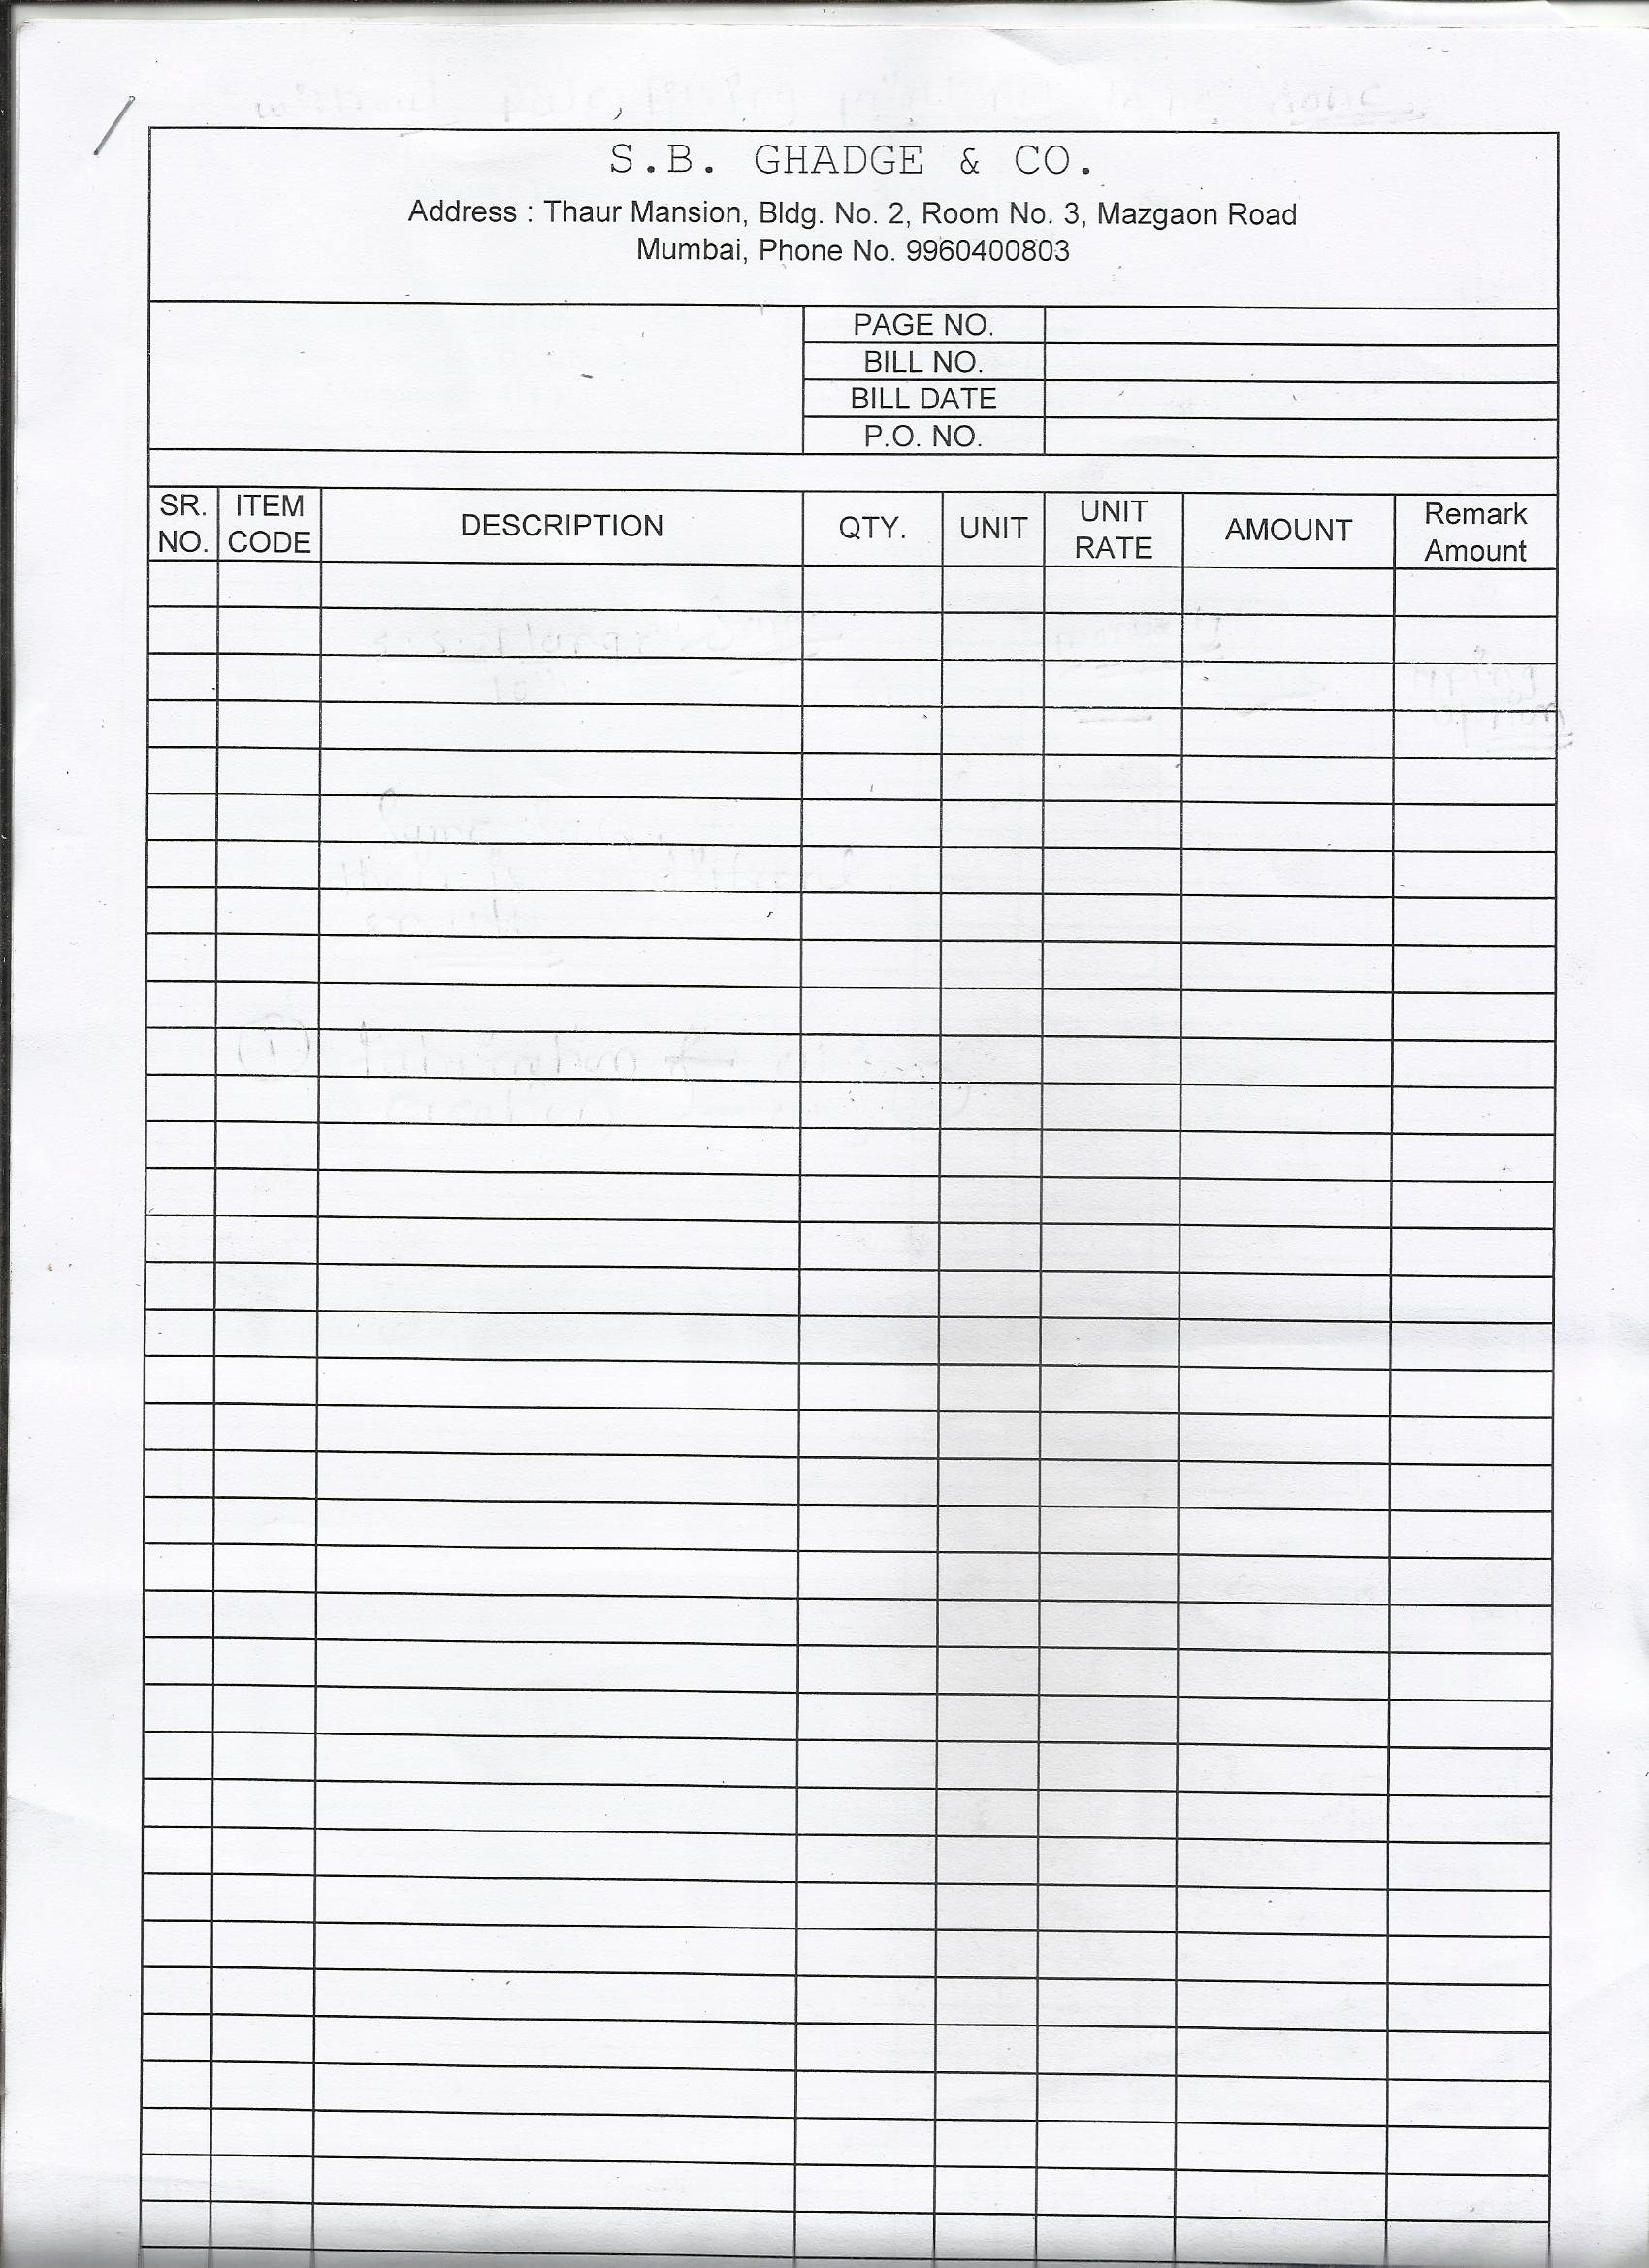 S.B. GHADGE & CO.
Address : Thaur Mansion, Bldg. No. 2, Room No. 3, Mazgaon Road
Mumbai, Phone No. 9960400803
PAGE NO.
BILL NO.
BILL DATE
P.O. NO.
SR. NO. ITEM CODE DESCRIPTION QTY. UNIT UNIT RATE AMOUNT Remark Amount